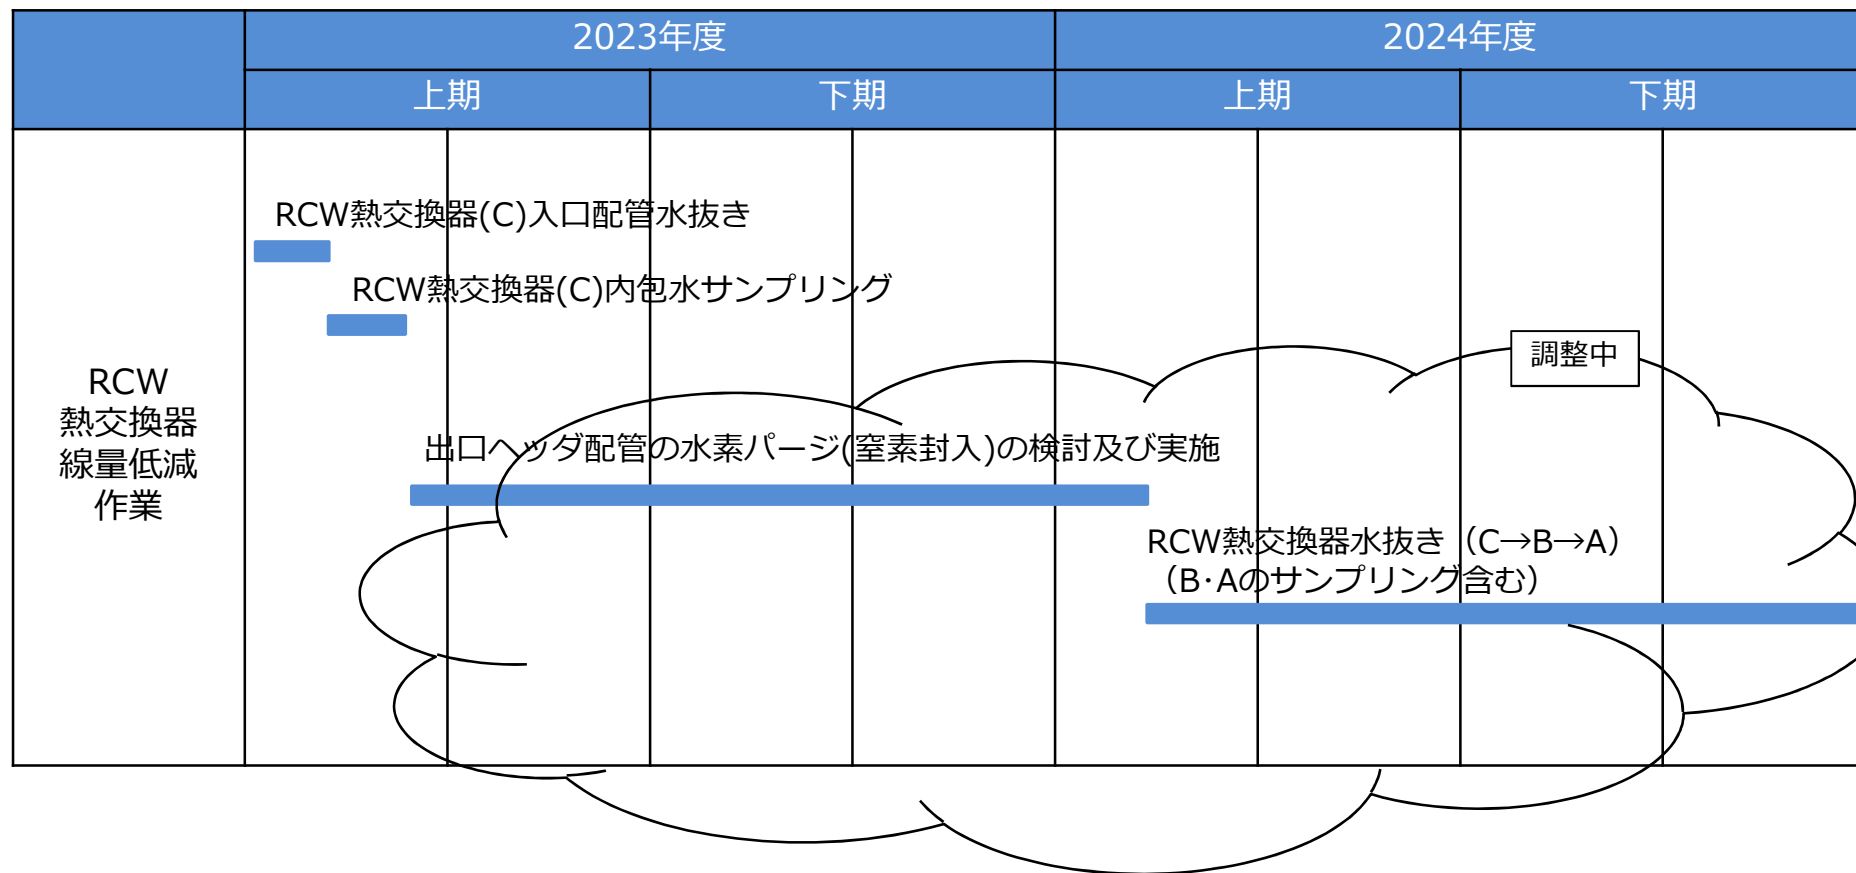 2023年度
2024年度
上期
下期
上期
下期
RCW
熱交換器
線量低減
作業
RCW熱交換器(C)入口配管水抜き
RCW熱交換器(C)内包水サンプリング
調整中
出口ヘッダ配管の水素パージ(窒素封入)の検討及び実施
RCW熱交換器水抜き（C→B→A）
（B･Aのサンプリング含む）